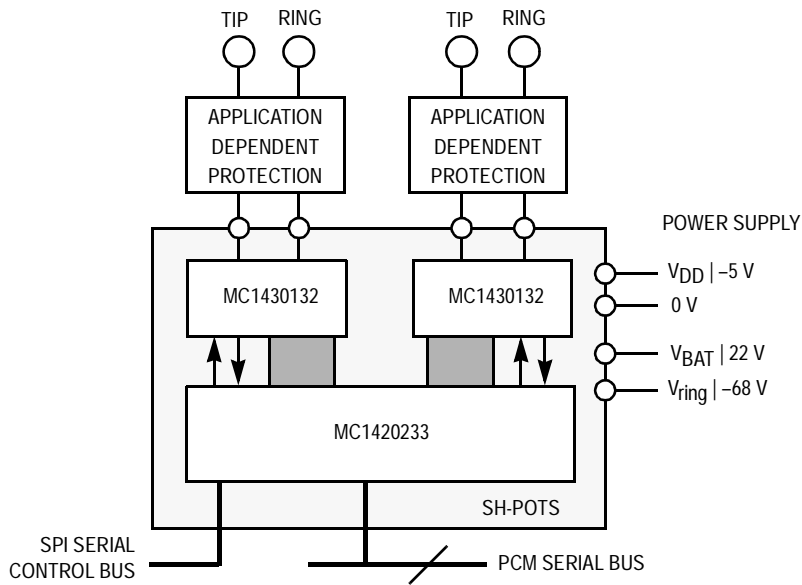 TIP
RING
TIP
RING
APPLICATION
DEPENDENT
PROTECTION
APPLICATION
DEPENDENT
PROTECTION
POWER SUPPLY
VDD | –5 V
0 V
VBAT | 22 V
Vring | –68 V
MC1430132
MC1430132
MC1420233
SH-POTS
SPI SERIAL
CONTROL BUS
PCM SERIAL BUS